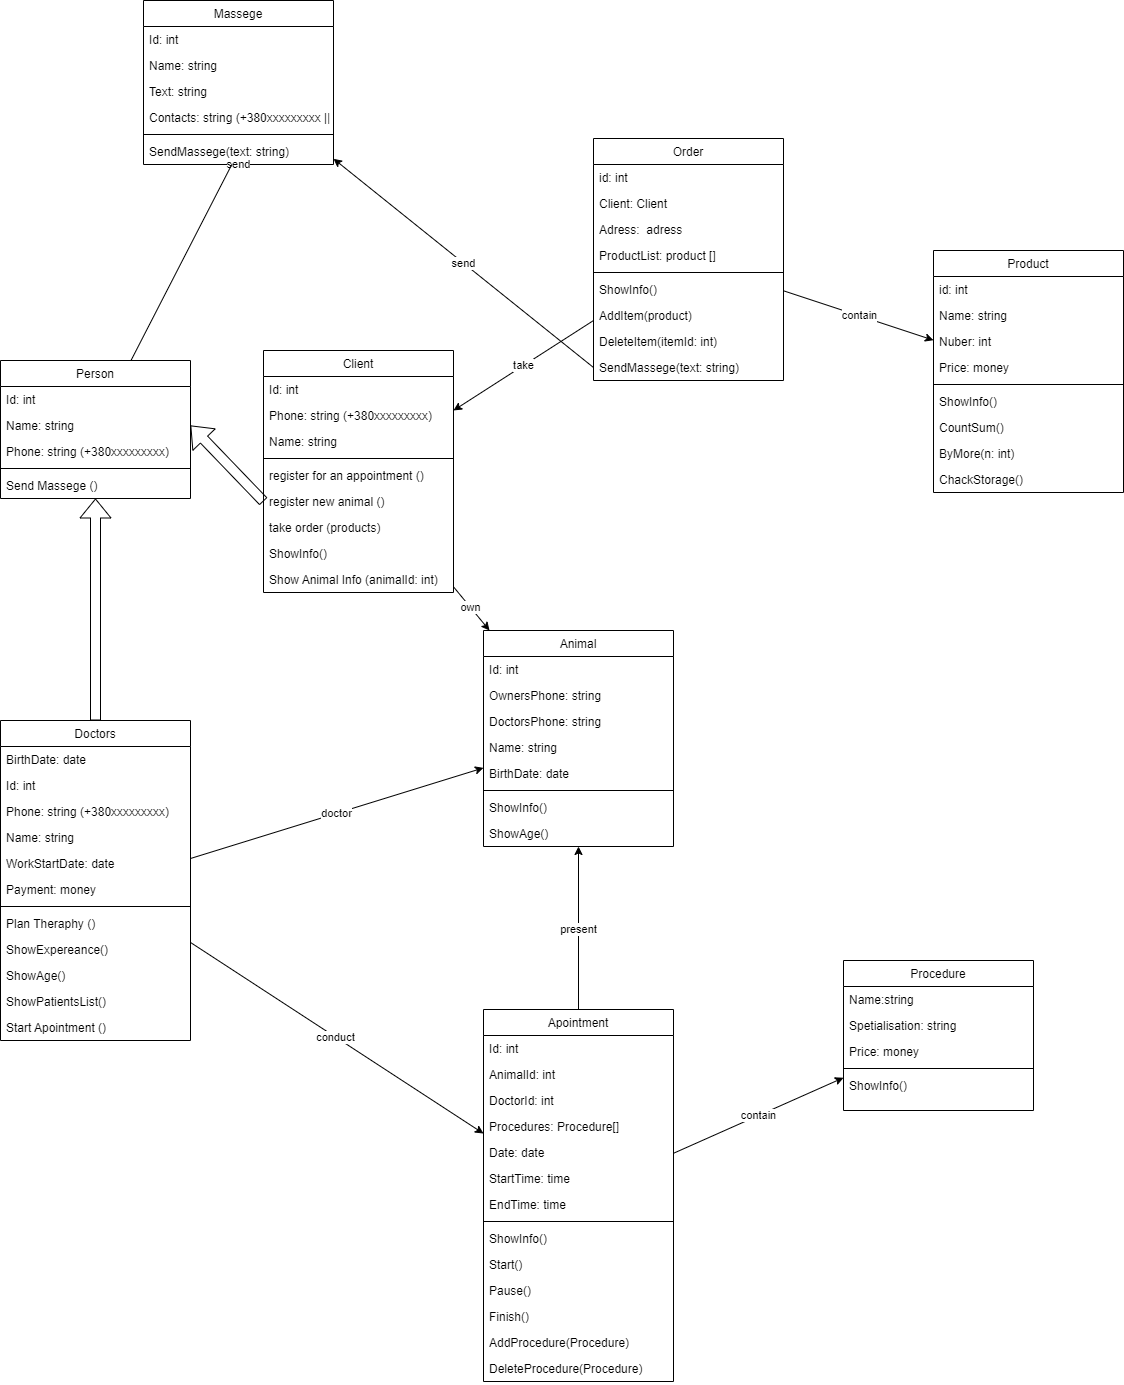 Massege
Id: int
Name: string
Text: string
Contacts: string (+380xxxxxxxxx ||
SendMassege(text: string)
send
Order
id: int
Client: Client
Adress:  adress
ProductList: product []
ShowInfo()
AddItem(product)
DeleteItem(itemId: int)
SendMassege(text: string)
send
take
contain
Product
id: int
Name: string
Nuber: int
Price: money
ShowInfo()
CountSum()
ByMore(n: int)
ChackStorage()
Person
Id: int
Name: string
Phone: string (+380xxxxxxxxx)
Send Massege ()
Client
Id: int
Phone: string (+380xxxxxxxxx)
Name: string
register for an appointment ()
register new animal ()
take order (products)
ShowInfo()
Show Animal Info (animalId: int)
own
Animal
Id: int
OwnersPhone: string
DoctorsPhone: string
Name: string
BirthDate: date
ShowInfo()
ShowAge()
Doctors
BirthDate: date
Id: int
Phone: string (+380xxxxxxxxx)
Name: string
WorkStartDate: date
Payment: money
Plan Theraphy ()
ShowExpereance()
ShowAge()
ShowPatientsList()
Start Apointment ()
doctor
conduct
present
Apointment
Id: int
AnimalId: int
DoctorId: int
Procedures: Procedure[]
Date: date
StartTime: time
EndTime: time
ShowInfo()
Start()
Pause()
Finish()
AddProcedure(Procedure)
DeleteProcedure(Procedure)
contain
Procedure
Name:string
Spetialisation: string
Price: money
ShowInfo()